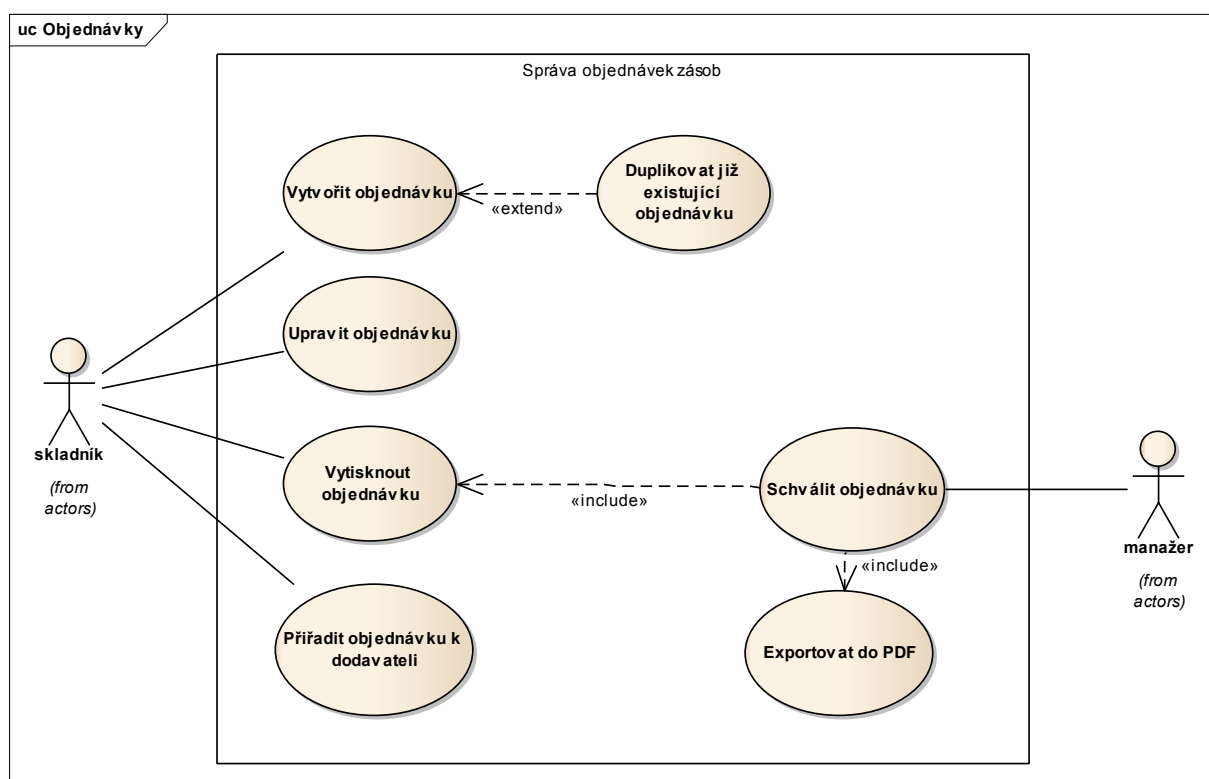 uc Objednávky
Správa objednávek zásob
Vytvořit objednávku
Duplikovat již
existující
objednávku
«extend»
Upravit objednávku
skladník
(from
actors)
Vytisknout
objednávku
«include»
Schválit objednávku
manažer
(from
actors)
«include»
Přiřadit objednávku k
dodavateli
Exportovat do PDF